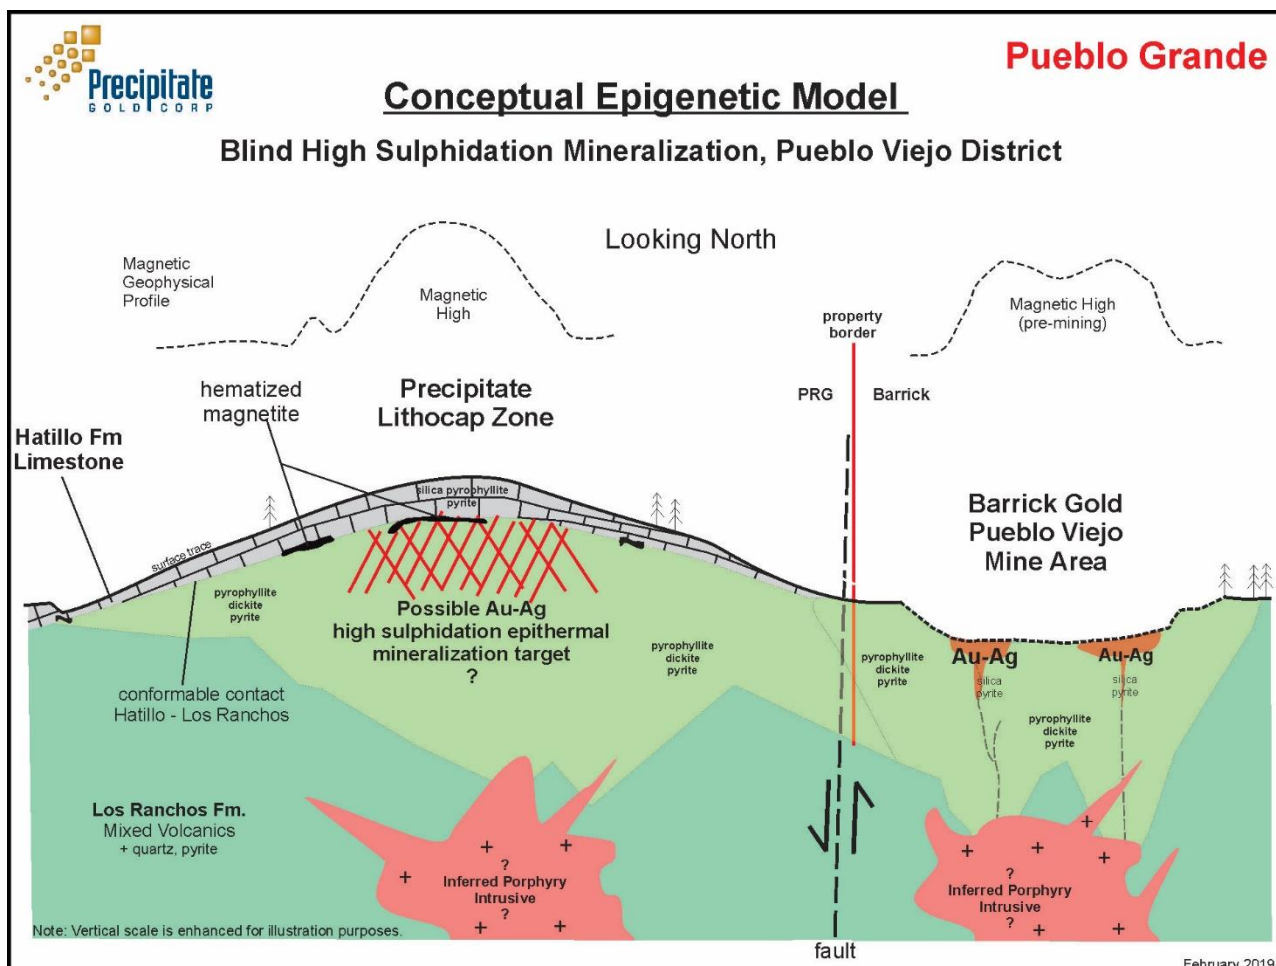 Precipitate
GOLD CORP
Pueblo Grande
Conceptual Epigenetic Model
Blind High Sulphidation Mineralization, Pueblo Viejo District
Looking North
Magnetic
Geophysical
Profile
Magnetic
High
Magnetic High
(pre-mining)
property
border
PRG
Barrick
hematized
magnetite
Precipitate
Lithocap Zone
Hatillo Fm
Limestone
silica pyrophyllite
pyrite
surface trace
Barrick Gold
Pueblo Viejo
Mine Area
pyrophyllite
dickite
pyrite
Possible Au-Ag
high sulphidation epithermal
mineralization target
?
pyrophyllite
dickite
pyrite
pyrophyllite
dickite
pyrite
Au-Ag
silica
pyrite
Au-Ag
silica
pyrite
pyrophyllite
dickite
pyrite
conformable contact
Hatillo - Los Ranchos
Los Ranchos Fm.
Mixed Volcanics
+ quartz, pyrite
?
Inferred Porphyry
Intrusive
?
?
Inferred Porphyry
Intrusive
?
Note: Vertical scale is enhanced for illustration purposes.
fault
February 2019